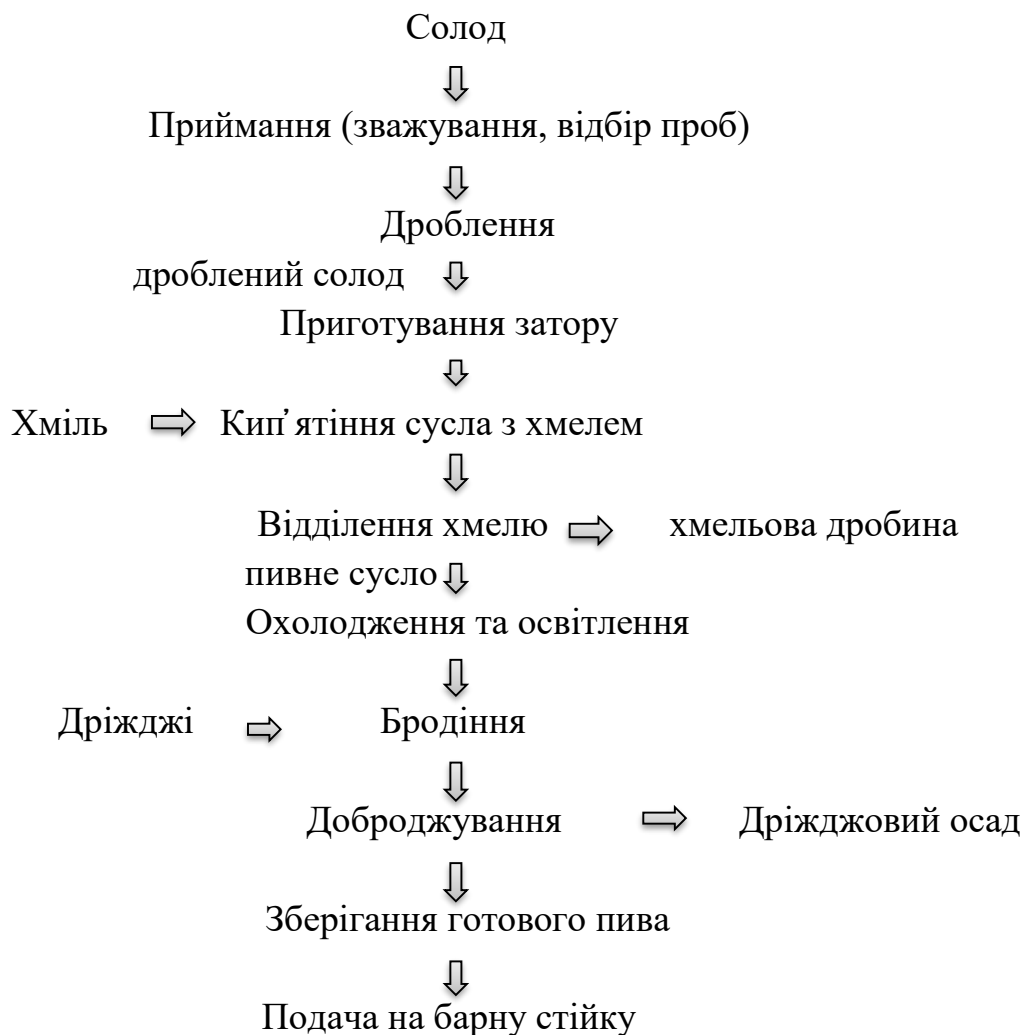 Солод
Приймання (зважування, відбір проб)
Дроблення
дроблений солод
Приготування затору
Хміль Кип'ятіння сусла з хмелем
Відділення хмелю хмельова дробина
пивне сусло
Охолодження та освітлення
Дріжджі Бродіння
Доброджування Дріжджовий осад
Зберігання готового пива
Подача на барну стійку